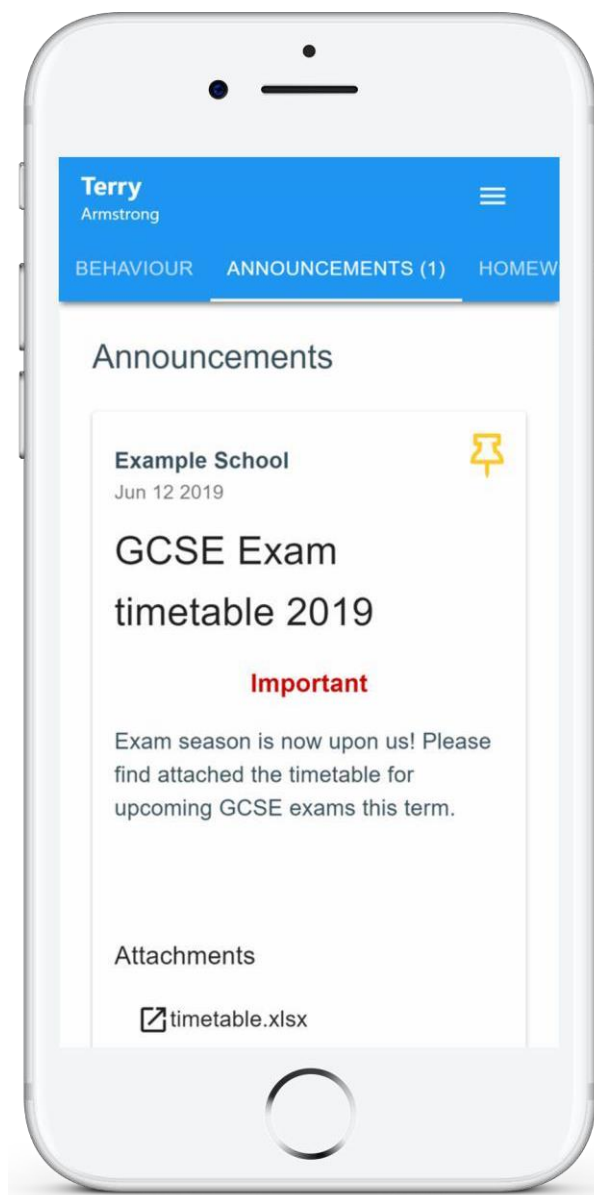 Terry
Armstrong
BEHAVIOUR ANNOUNCEMENTS (1) HOMEW
Announcements
Example School
Jun 12 2019
GCSE Exam
timetable 2019
Important
Exam season is now upon us! Please
find attached the timetable for
upcoming GCSE exams this term.
Attachments
timetable.xlsx